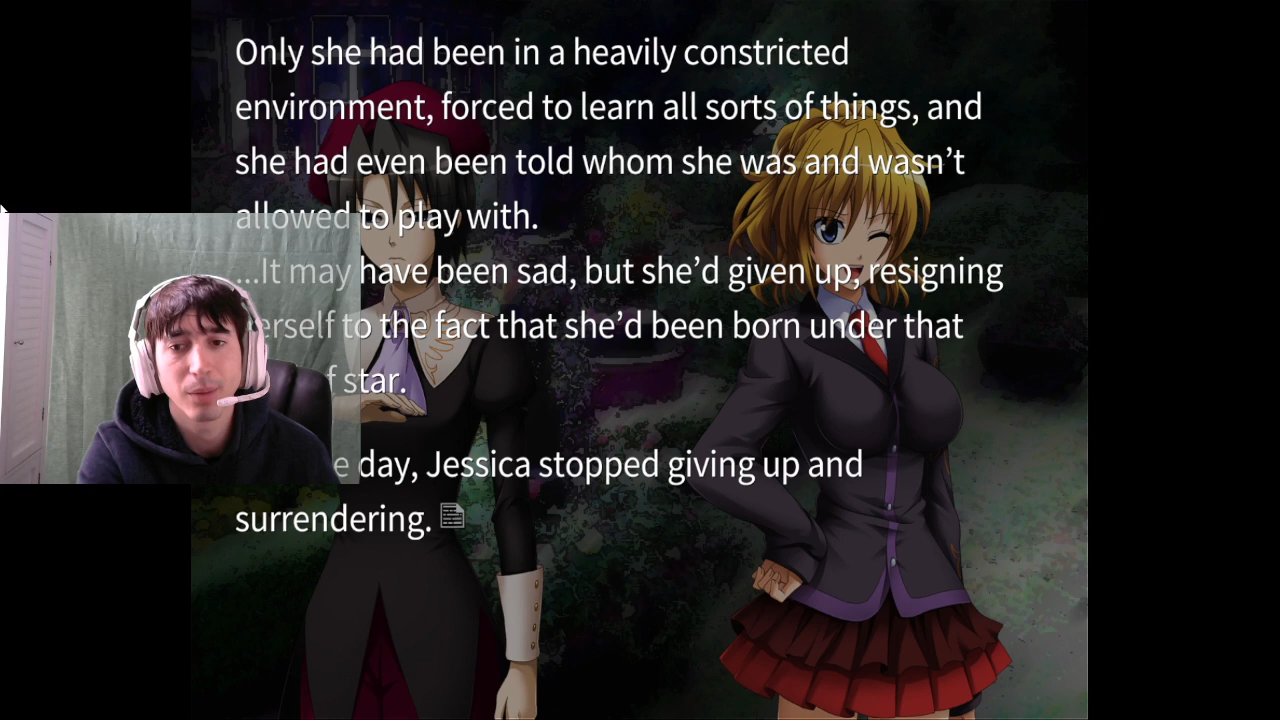 Only she had been in a heavily constricted
environment, forced to learn all sorts of things, and
she had even been told whom she was and wasn't
allowed to play with.
...It may have been sad, but she'd given up, resigning
herself to the fact that she'd been born under that
f star.
day, Jessica stopped giving up and
surrendering.